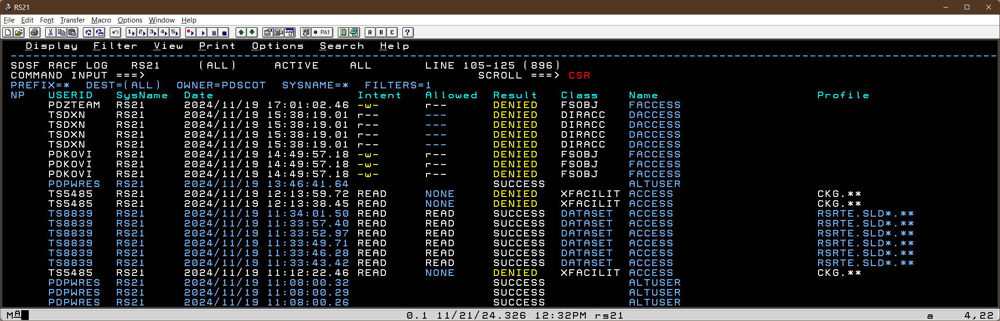 RS21
File Edit Font Transfer Macro Options Window Help
1 2 3 4 5 PA1 A B C ?
Display Filter View Print Options Search Help
SDSF RACF LOG RS21 (ALL) ACTIVE ALL LINE 105-125 (896)
COMMAND INPUT ===> SCROLL ===> CSR
PREFIX=* DEST=(ALL) OWNER=PDSCOT SYSNAME=* FILTERS=1
NP USERID SysName Date Intent Allowed Result Class Name Profile
PDZTEAM RS21 2024/11/19 17:01:02.46 -w- r-- DENIED FSOBJ FACCESS
TSDXN RS21 2024/11/19 15:38:19.01 r-- --- DENIED DIRACC DACCESS
TSDXN RS21 2024/11/19 15:38:19.01 r-- --- DENIED DIRACC DACCESS
TSDXN RS21 2024/11/19 15:38:19.01 r-- --- DENIED DIRACC DACCESS
TSDXN RS21 2024/11/19 15:38:19.01 r-- --- DENIED DIRACC DACCESS
PDKOVI RS21 2024/11/19 14:49:57.18 -w- r-- DENIED FSOBJ FACCESS
PDKOVI RS21 2024/11/19 14:49:57.18 -w- r-- DENIED FSOBJ FACCESS
PDKOVI RS21 2024/11/19 14:49:57.18 -w- r-- DENIED FSOBJ FACCESS
PDPWRES RS21 2024/11/19 13:46:41.64 SUCCESS ALTUSER
TS5485 RS21 2024/11/19 12:13:59.72 READ NONE DENIED XFACILIT ACCESS CKG.**
TS5485 RS21 2024/11/19 12:13:38.45 READ NONE DENIED XFACILIT ACCESS CKG.**
TS8839 RS21 2024/11/19 11:34:01.50 READ READ SUCCESS DATASET ACCESS RSRTE.SLD*.**
TS8839 RS21 2024/11/19 11:33:57.40 READ READ SUCCESS DATASET ACCESS RSRTE.SLD*.**
TS8839 RS21 2024/11/19 11:33:52.97 READ READ SUCCESS DATASET ACCESS RSRTE.SLD*.**
TS8839 RS21 2024/11/19 11:33:49.71 READ READ SUCCESS DATASET ACCESS RSRTE.SLD*.**
TS8839 RS21 2024/11/19 11:33:46.28 READ READ SUCCESS DATASET ACCESS RSRTE.SLD*.**
TS8839 RS21 2024/11/19 11:33:43.42 READ READ SUCCESS DATASET ACCESS RSRTE.SLD*.**
TS5485 RS21 2024/11/19 11:12:22.46 READ NONE DENIED XFACILIT ACCESS CKG.**
PDPWRES RS21 2024/11/19 11:08:00.32 SUCCESS ALTUSER
PDPWRES RS21 2024/11/19 11:08:00.29 SUCCESS ALTUSER
PDPWRES RS21 2024/11/19 11:08:00.26 SUCCESS ALTUSER
MA 0.1 11/21/24.326 12:32PM rs21 a 4,22